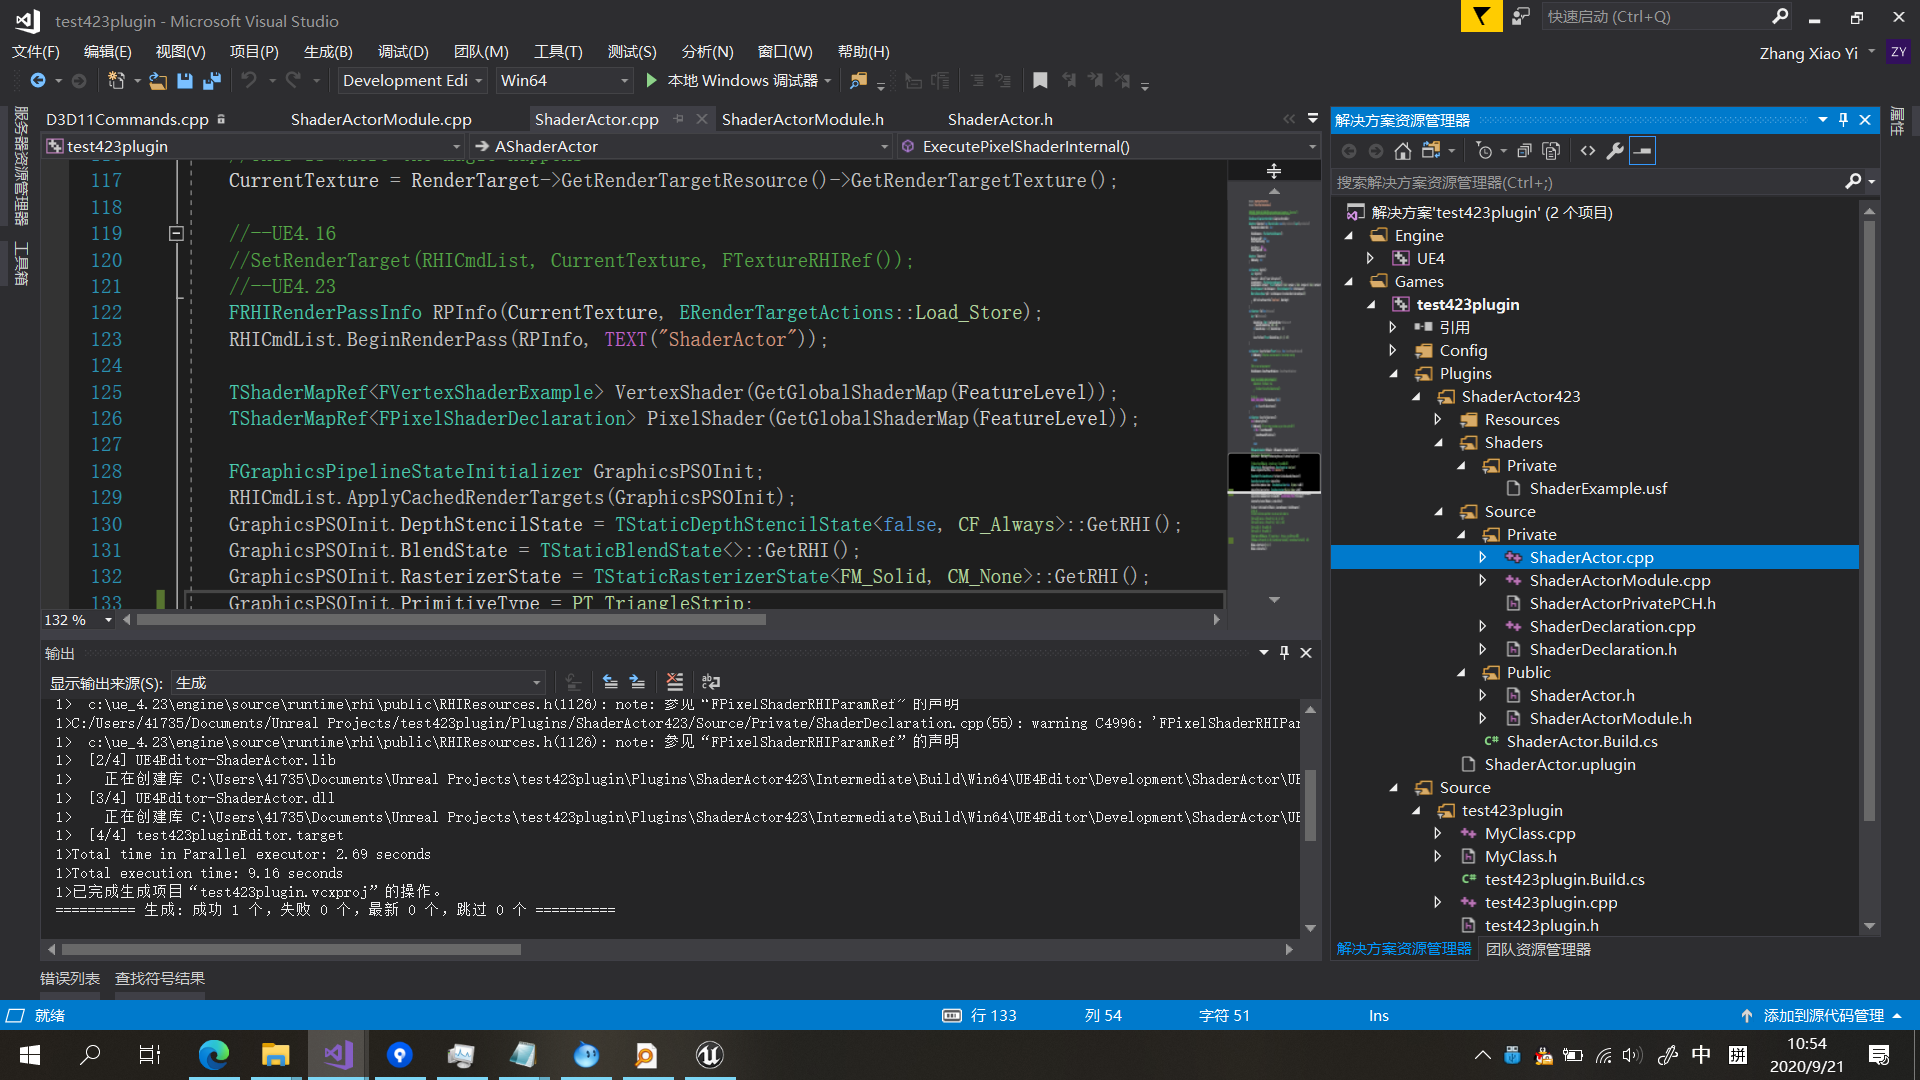 test423plugin - Microsoft Visual Studio
快速启动 (Ctrl+Q)
文件(F) 编辑(E) 视图(V) 项目(P) 生成(B) 调试(D) 团队(M) 工具(T) 测试(S) 分析(N) 窗口(W) 帮助(H)
Zhang Xiao Yi ZY
Development Edi Win64 本地 Windows 调试器
服务器资源管理器
工具箱
D3D11Commands.cpp ShaderActorModule.cpp ShaderActor.cpp ShaderActorModule.h ShaderActor.h
test423plugin AShaderActor ExecutePixelShaderInternal()
117 CurrentTexture = RenderTarget->GetRenderTargetResource()->GetRenderTargetTexture();
118
119 //--UE4.16
120 //SetRenderTarget(RHICmdList, CurrentTexture, FTextureRHIRef());
121 //--UE4.23
122 FRHIRenderPassInfo RPInfo(CurrentTexture, ERenderTargetActions::Load_Store);
123 RHICmdList.BeginRenderPass(RPInfo, TEXT("ShaderActor"));
124
125 TShaderMapRef<FVertexShaderExample> VertexShader(GetGlobalShaderMap(FeatureLevel));
126 TShaderMapRef<FPixelShaderDeclaration> PixelShader(GetGlobalShaderMap(FeatureLevel));
127
128 FGraphicsPipelineStateInitializer GraphicsPSOInit;
129 RHICmdList.ApplyCachedRenderTargets(GraphicsPSOInit);
130 GraphicsPSOInit.DepthStencilState = TStaticDepthStencilState<false, CF_Always>::GetRHI();
131 GraphicsPSOInit.BlendState = TStaticBlendState<>::GetRHI();
132 GraphicsPSOInit.RasterizerState = TStaticRasterizerState<FM_Solid, CM_None>::GetRHI();
133 GraphicsPSOInit.PrimitiveType = PT_TriangleStrip;
132 %
输出
显示输出来源(S): 生成
1> c:\ue_4.23\engine\source\runtime\rhi\public\RHIResources.h(1126): note: 参见“FPixelShaderRHIParamRef”的声明
1>C:/Users/41735/Documents/Unreal Projects/test423plugin/Plugins/ShaderActor423/Source/Private/ShaderDeclaration.cpp(55): warning C4996: 'FPixelShaderRHIPar
1> c:\ue_4.23\engine\source\runtime\rhi\public\RHIResources.h(1126): note: 参见“FPixelShaderRHIParamRef”的声明
1> [2/4] UE4Editor-ShaderActor.lib
1> 正在创建库 C:\Users\41735\Documents\Unreal Projects\test423plugin\Plugins\ShaderActor423\Intermediate\Build\Win64\UE4Editor\Development\ShaderActor\UE
1> [3/4] UE4Editor-ShaderActor.dll
1> 正在创建库 C:\Users\41735\Documents\Unreal Projects\test423plugin\Plugins\ShaderActor423\Intermediate\Build\Win64\UE4Editor\Development\ShaderActor\UE
1> [4/4] test423pluginEditor.target
1>Total time in Parallel executor: 2.69 seconds
1>Total execution time: 9.16 seconds
1>已完成生成项目“test423plugin.vcxproj”的操作。
========== 生成: 成功 1 个，失败 0 个，最新 0 个，跳过 0 个 ==========
错误列表 查找符号结果
解决方案资源管理器
搜索解决方案资源管理器(Ctrl+;)
解决方案'test423plugin' (2 个项目)
Engine
UE4
Games
test423plugin
引用
Config
Plugins
ShaderActor423
Resources
Shaders
Private
ShaderExample.usf
Source
Private
ShaderActor.cpp
ShaderActorModule.cpp
ShaderActorPrivatePCH.h
ShaderDeclaration.cpp
ShaderDeclaration.h
Public
ShaderActor.h
ShaderActorModule.h
ShaderActor.Build.cs
ShaderActor.uplugin
Source
test423plugin
MyClass.cpp
MyClass.h
test423plugin.Build.cs
test423plugin.cpp
test423plugin.h
解决方案资源管理器 团队资源管理器
属性
就绪 行 133 列 54 字符 51 Ins 添加到源代码管理
中 拼
10:54
2020/9/21